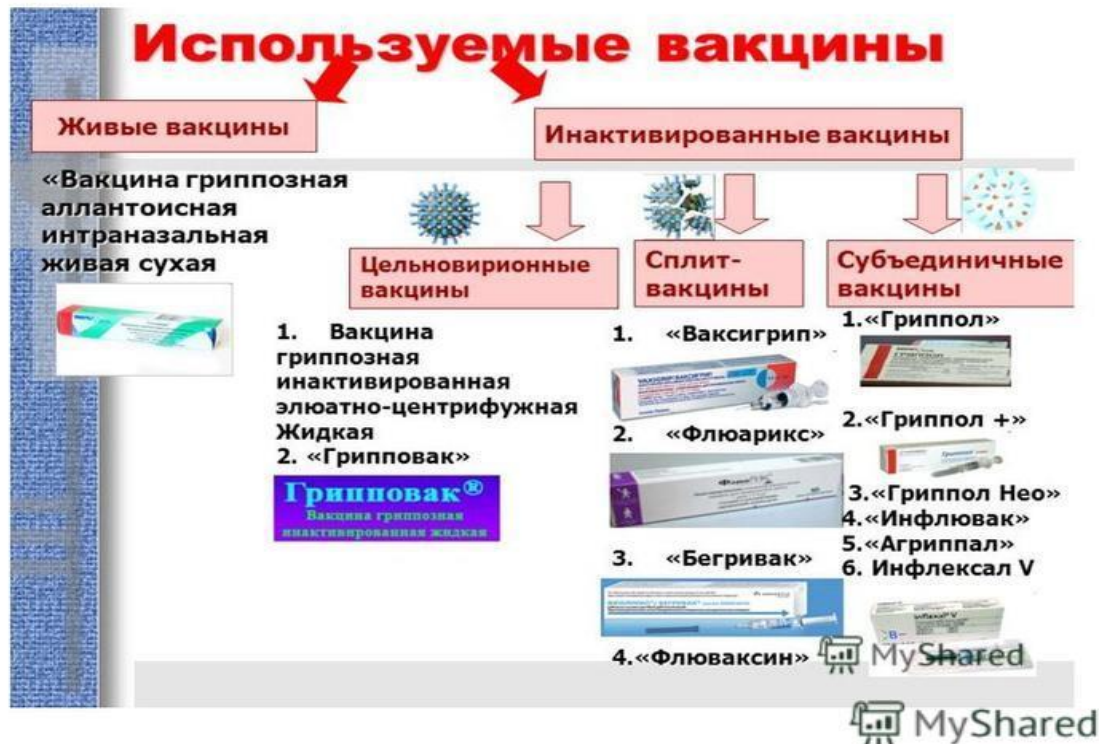 Используемые вакцины
Живые вакцины
Инактивированные вакцины
«Вакцина гриппозная
аллантоисная
интраназальная
живая сухая
Цельновирионные
вакцины
1. Вакцина
гриппозная
инактивированная
элюатно-центрифужная
Жидкая
2. «Грипповак»
Грипповак®
Вакцина гриппозная
инактивированная жидкая
Сплит-
вакцины
1. «Ваксигрип»
2. «Флюарикс»
3. «Бегривак»
4.«Флюваксин»
Субъединичные
вакцины
1.«Гриппол»
ГРИППОЛ
2.«Гриппол +»
Гриппол
3.«Гриппол Нео»
4.«Инфлювак»
5.«Агриппал»
6. Инфлексал V
MyShared
MyShared